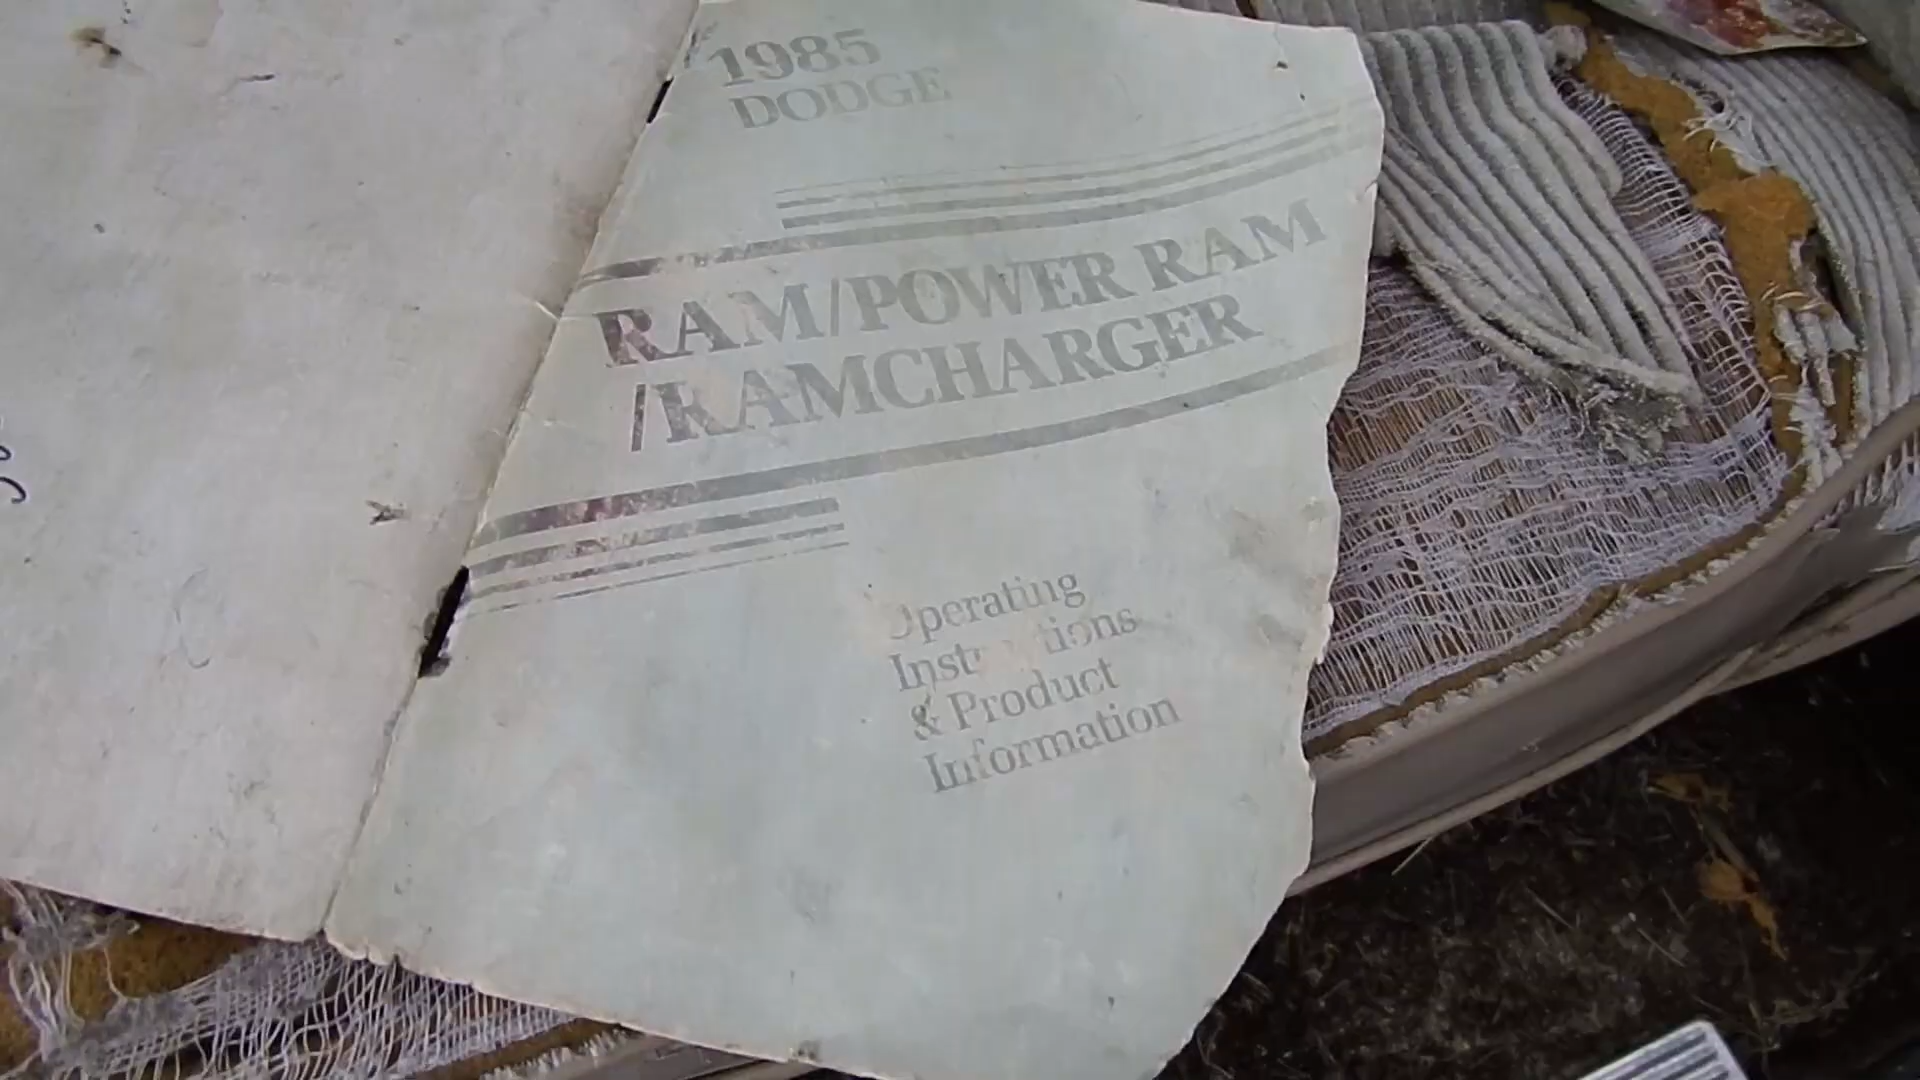 1985
DODGE
RAM/POWER RAM
/RAMCHARGER
Operating
Instructions
& Product
Information